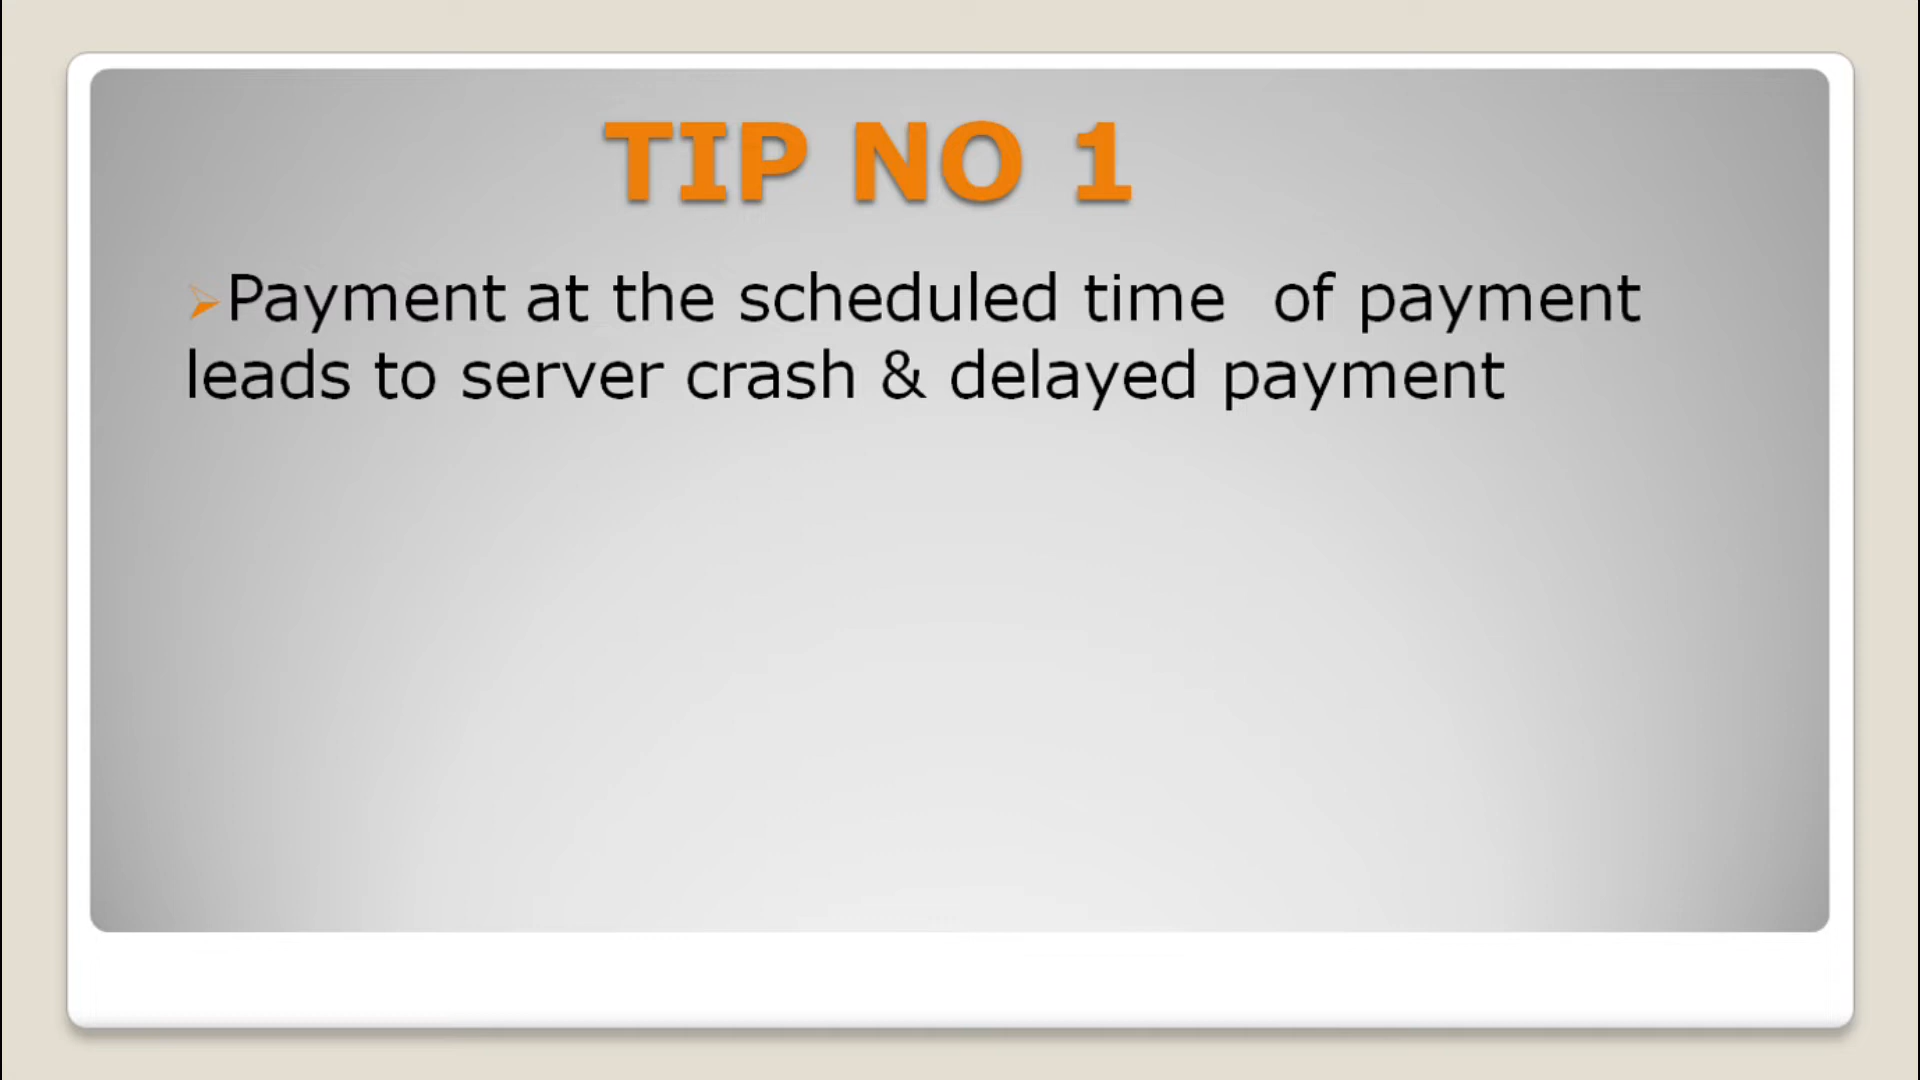 TIP NO 1
Payment at the scheduled time  of payment
leads to server crash & delayed payment